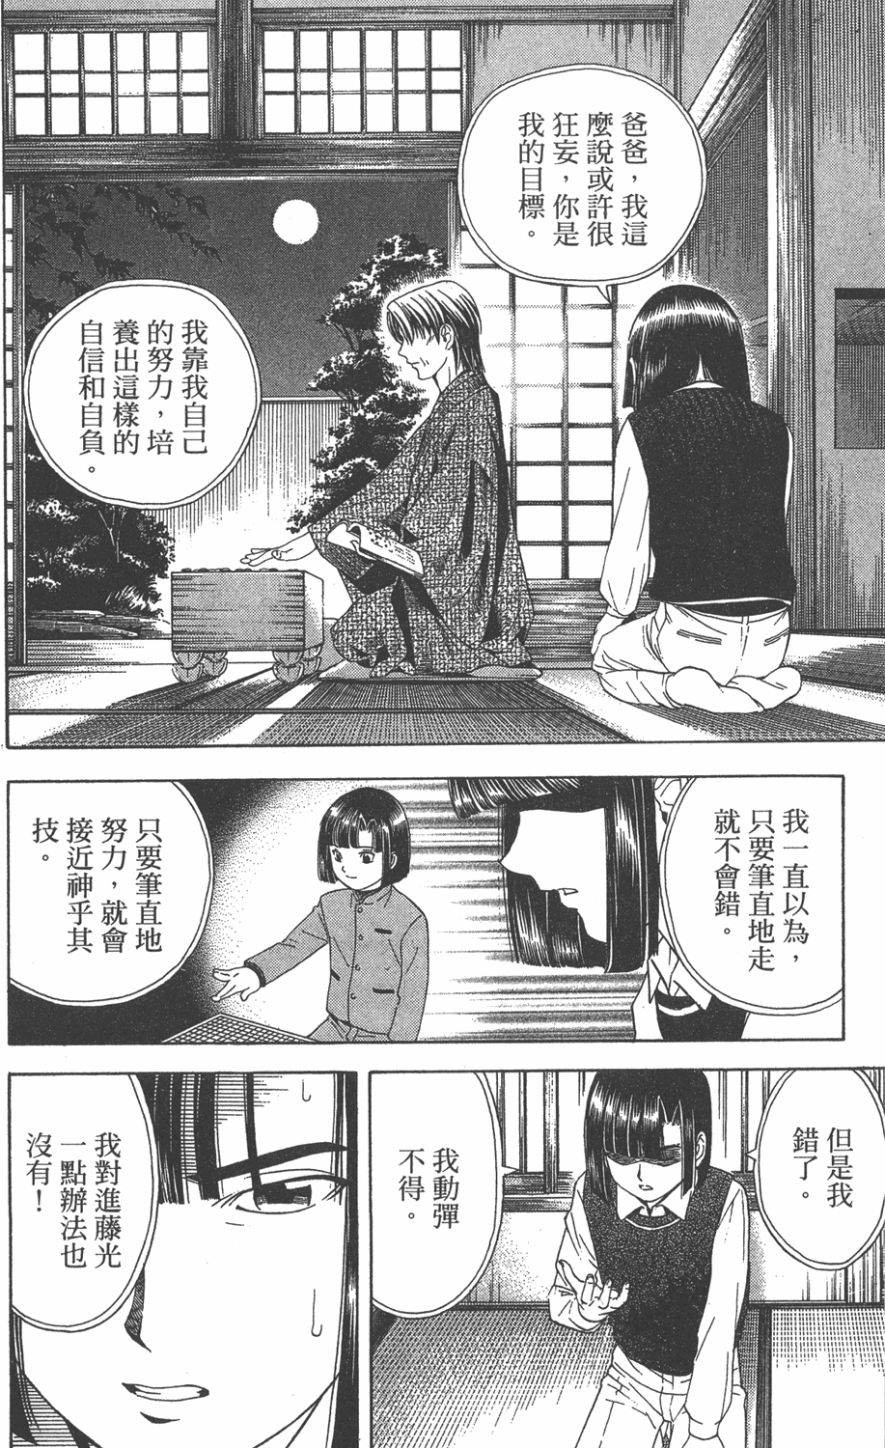 爸爸，我這
麼說或許很
狂妄，你是
我的目標。
我靠我自己
的努力，培
養出這樣的
自信和自負。
我一直以為，
只要筆直地走
就不會錯。
只要筆直地
努力，就會
接近神乎其
技。
但是我
錯了。
我動彈
不得。
我對進藤光
一點辦法也
沒有！